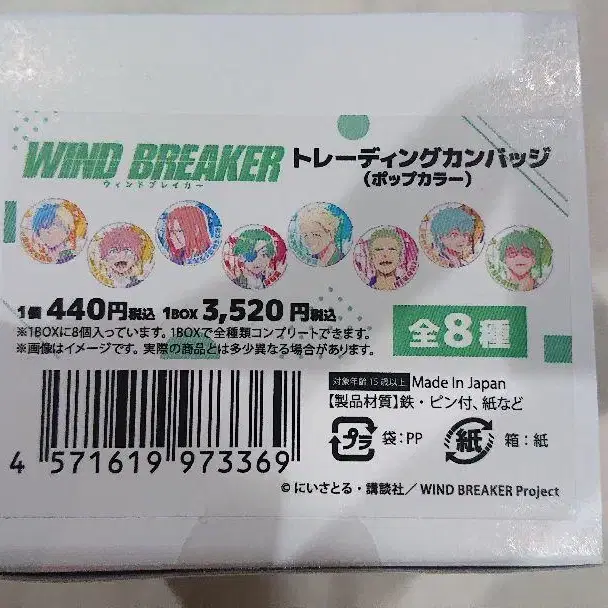 WIND BREAKER トレーディングカンバッジ
ウィンドブレイカー
(ポップカラー)
1個 440円税込 1BOX 3,520円税込
※1BOXに8個入っています。1BOXで全種類コンプリートできます。
※画像はイメージです。実際の商品とは多少異なる場合があります。
全8種
対象年齢15歳以上 Made In Japan
【製品材質】鉄・ピン付、紙など
プラ 袋:PP 紙 箱:紙
4 571619 973369
©にいさとる・講談社/WIND BREAKER Project